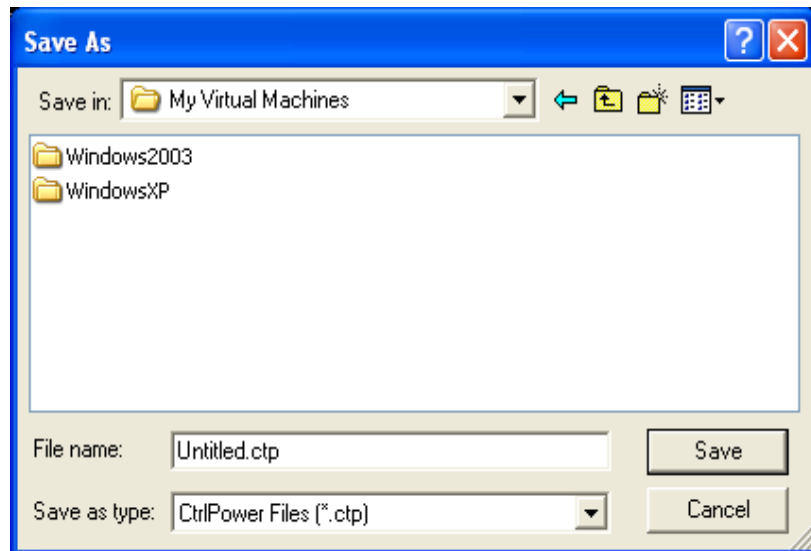 Save As
Save in: My Virtual Machines
Windows2003
WindowsXP
File name: Untitled.ctp Save
Save as type: CtrlPower Files (*.ctp) Cancel